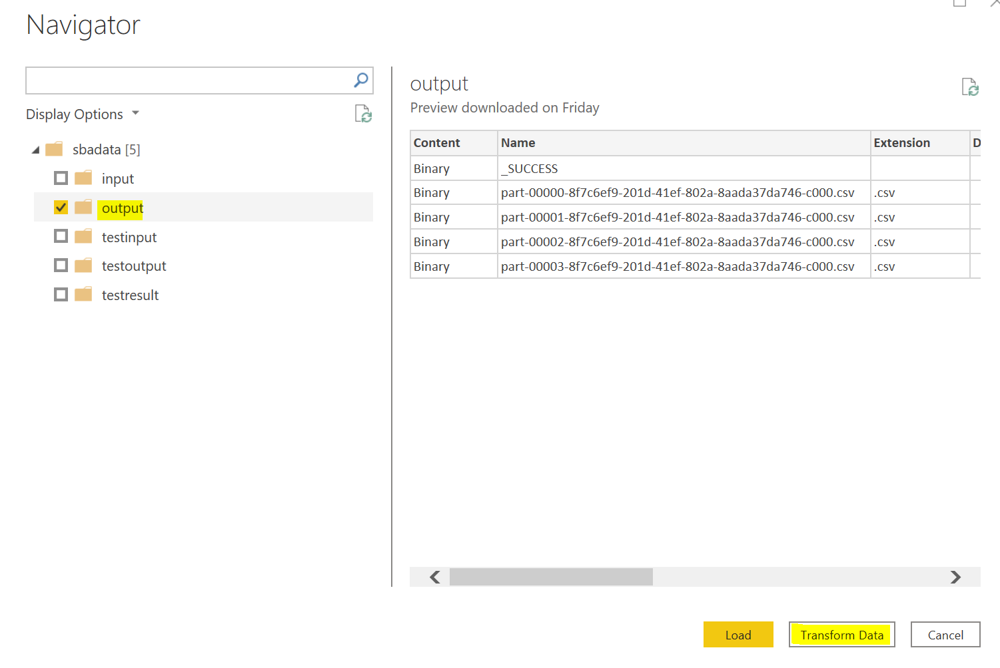 Navigator
Display Options
sbadata [5]
input
output
testinput
testoutput
testresult
output
Preview downloaded on Friday
Content Name Extension D
Binary _SUCCESS
Binary part-00000-8f7c6ef9-201d-41ef-802a-8aada37da746-c000.csv .csv
Binary part-00001-8f7c6ef9-201d-41ef-802a-8aada37da746-c000.csv .csv
Binary part-00002-8f7c6ef9-201d-41ef-802a-8aada37da746-c000.csv .csv
Binary part-00003-8f7c6ef9-201d-41ef-802a-8aada37da746-c000.csv .csv
Load Transform Data Cancel